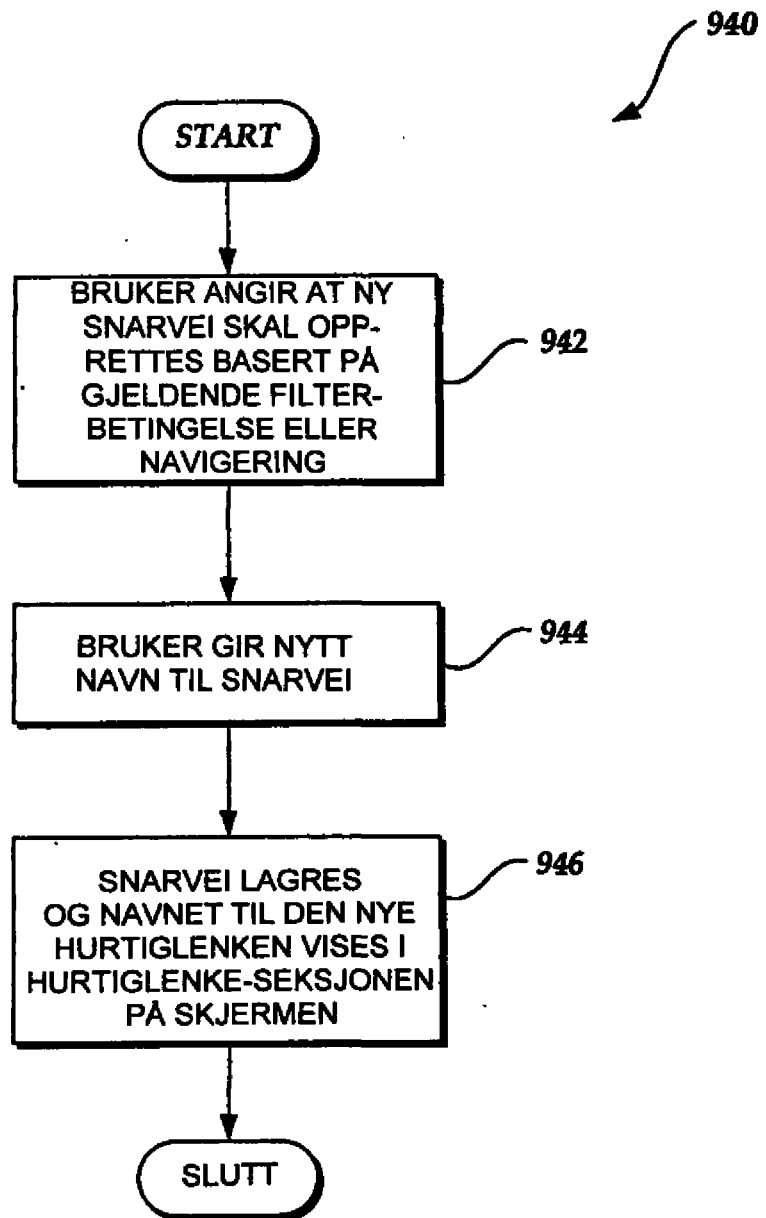 940
START
BRUKER ANGIR AT NY
SNARVEI SKAL OPP-
RETTES BASERT PÅ
GJELDENDE FILTER-
BETINGELSE ELLER
NAVIGERING
942
BRUKER GIR NYTT
NAVN TIL SNARVEI
944
SNARVEI LAGRES
OG NAVNET TIL DEN NYE
HURTIGLENKEN VISES I
HURTIGLENKE-SEKSJONEN
PÅ SKJERMEN
946
SLUTT